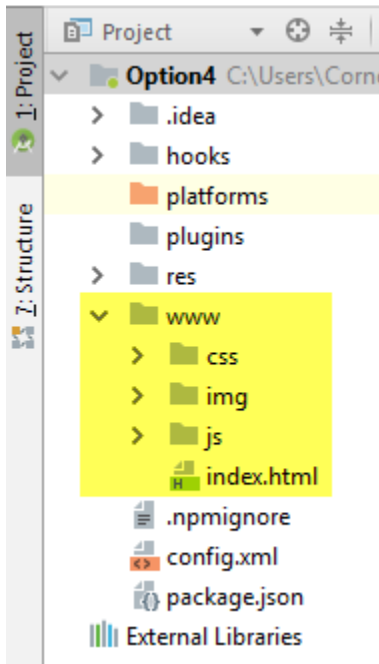 Project
1: Project
Option4 C:\Users\Corne
.idea
hooks
platforms
7: Structure
plugins
res
www
css
img
js
H
index.html
.npmignore
config.xml
package.json
External Libraries